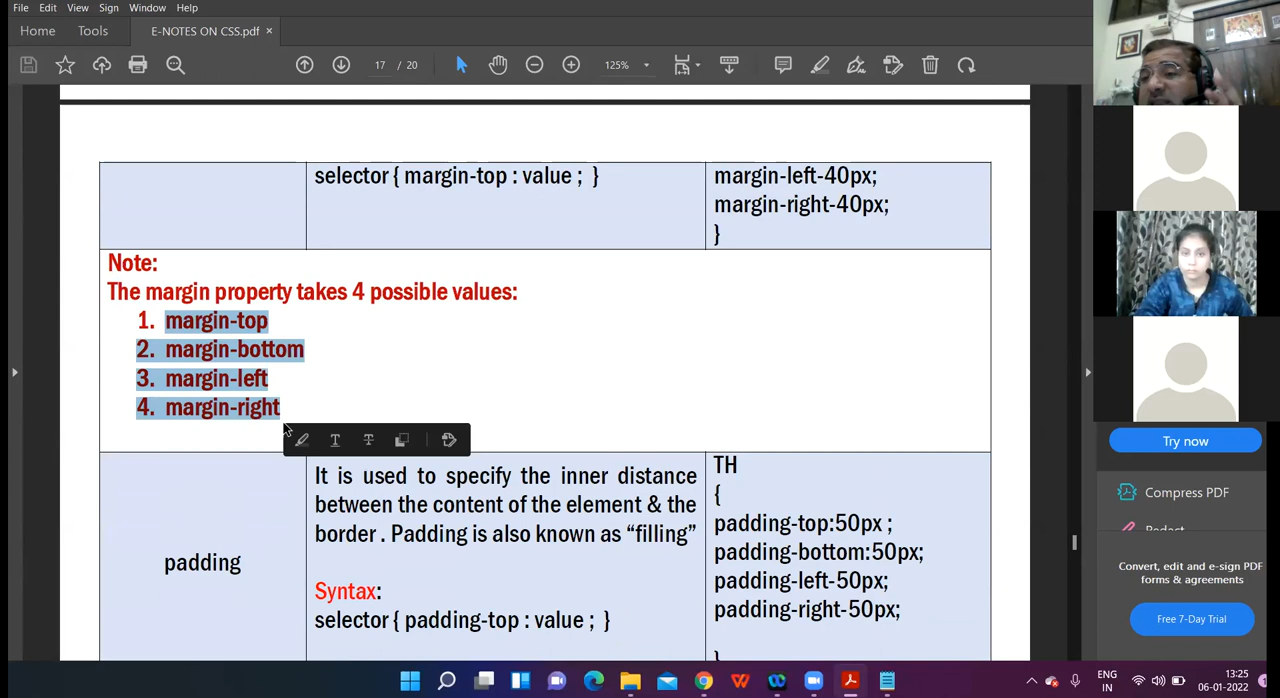 File Edit View Sign Window Help
Home Tools E-NOTES ON CSS.pdf ×
17 / 20 125%
selector { margin-top : value ; }
margin-left-40px;
margin-right-40px;
}
Note:
The margin property takes 4 possible values:
1. margin-top
2. margin-bottom
3. margin-left
4. margin-right
padding
It is used to specify the inner distance
between the content of the element & the
border . Padding is also known as “filling”
Syntax:
selector { padding-top : value ; }
TH
{
padding-top:50px ;
padding-bottom:50px;
padding-left-50px;
padding-right-50px;
}
Try now
Compress PDF
Redact
Convert, edit and e-sign PDF
forms & agreements
Free 7-Day Trial
ENG
IN
13:25
06-01-2022